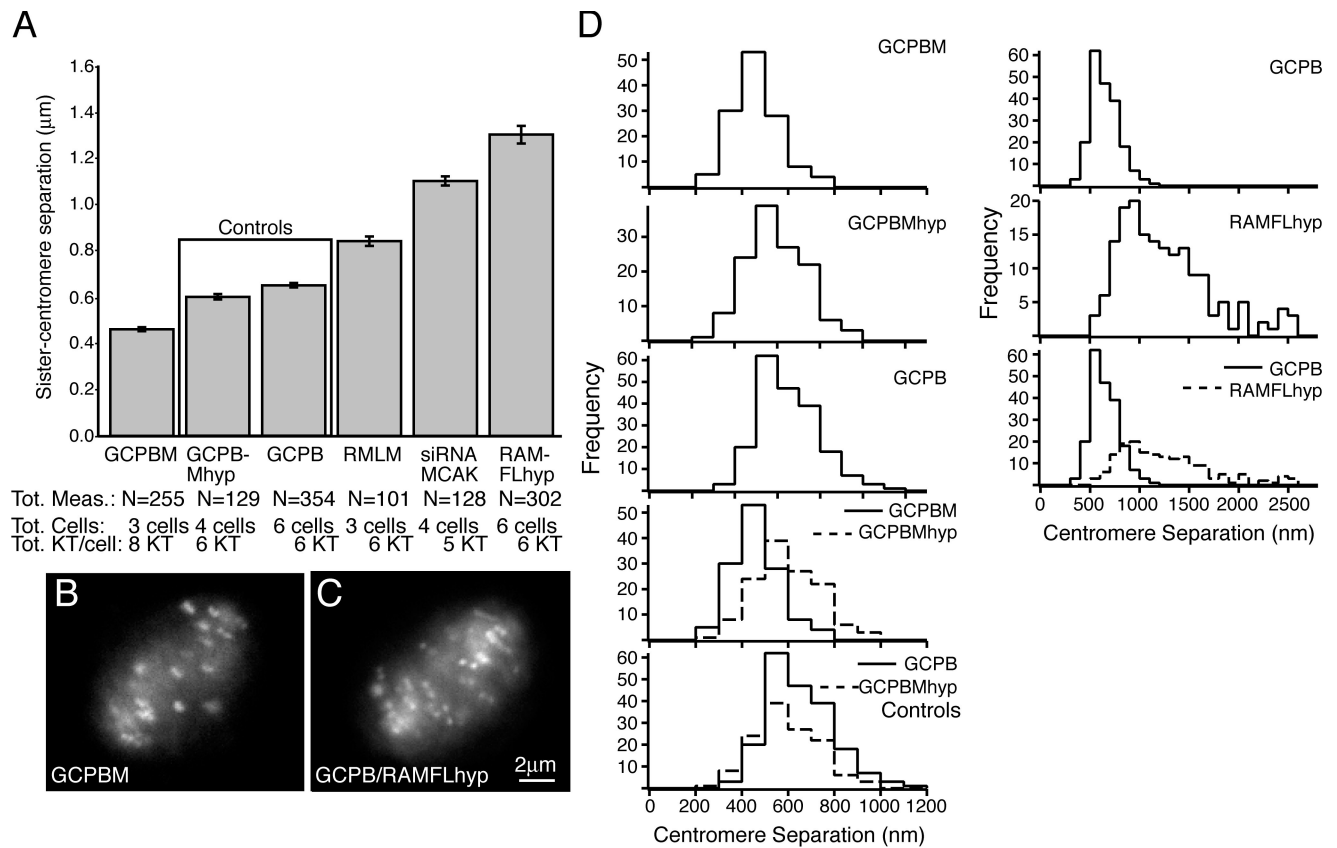 A
Sister-centromere separation (µm)
1.6
1.4
1.2
1.0
0.8
0.6
0.4
0.2
0.0
Controls
GCPBM GCPB- GCPB RMLM siRNA RAM-
Mhyp MCAK FLhyp
Tot. Meas.: N=255 N=129 N=354 N=101 N=128 N=302
Tot. Cells: 3 cells 4 cells 6 cells 3 cells 4 cells 6 cells
Tot. KT/cell: 8 KT 6 KT 6 KT 6 KT 5 KT 6 KT
B
GCPBM
C
GCPB/RAMFLhyp
2µm
D
Frequency
GCPBM
50
40
30
20
10
GCPBMhyp
30
20
10
GCPB
60
50
40
30
20
10
GCPBM
GCPBMhyp
50
40
30
20
10
GCPB
GCPBMhyp
Controls
60
50
40
30
20
10
0 200 400 600 800 1000 1200
Centromere Separation (nm)
Frequency
GCPB
60
50
40
30
20
10
RAMFLhyp
20
15
10
5
GCPB
RAMFLhyp
60
50
40
30
20
10
0 500 1000 1500 2000 2500
Centromere Separation (nm)